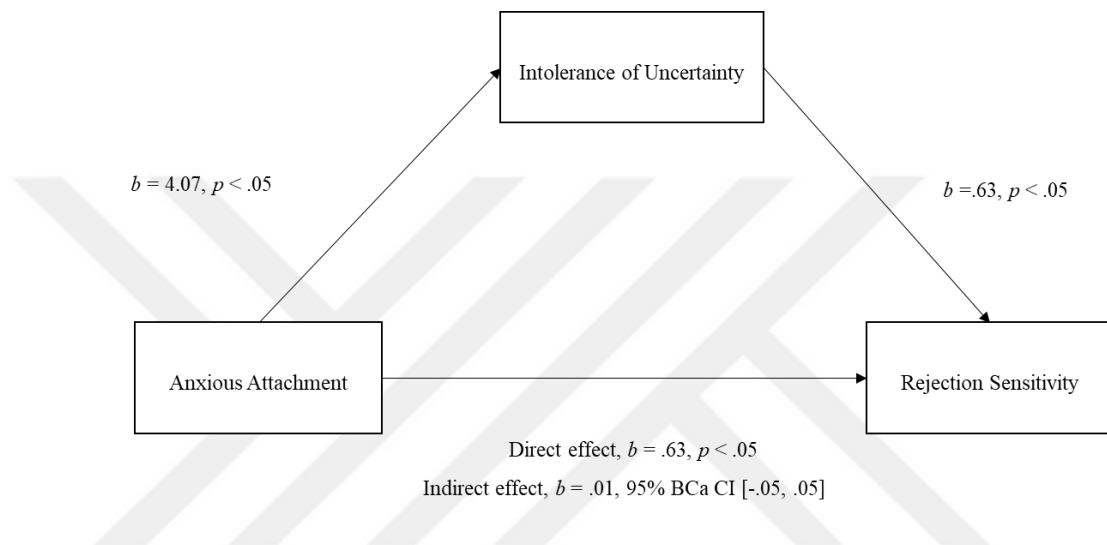 Intolerance of Uncertainty
b = 4.07, p < .05
b =.63, p < .05
Anxious Attachment
Rejection Sensitivity
Direct effect, b = .63, p < .05
Indirect effect, b = .01, 95% BCa CI [-.05, .05]